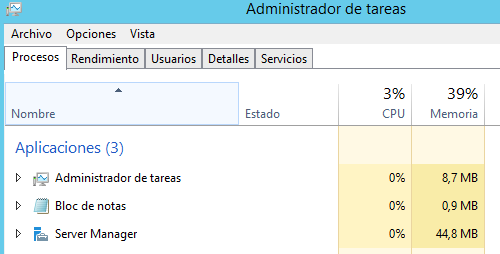 Administrador de tareas
Archivo Opciones Vista
Procesos Rendimiento Usuarios Detalles Servicios
3% 39%
Nombre Estado CPU Memoria
Aplicaciones (3)
Administrador de tareas 0% 8,7 MB
Bloc de notas 0% 0,9 MB
Server Manager 0% 44,8 MB